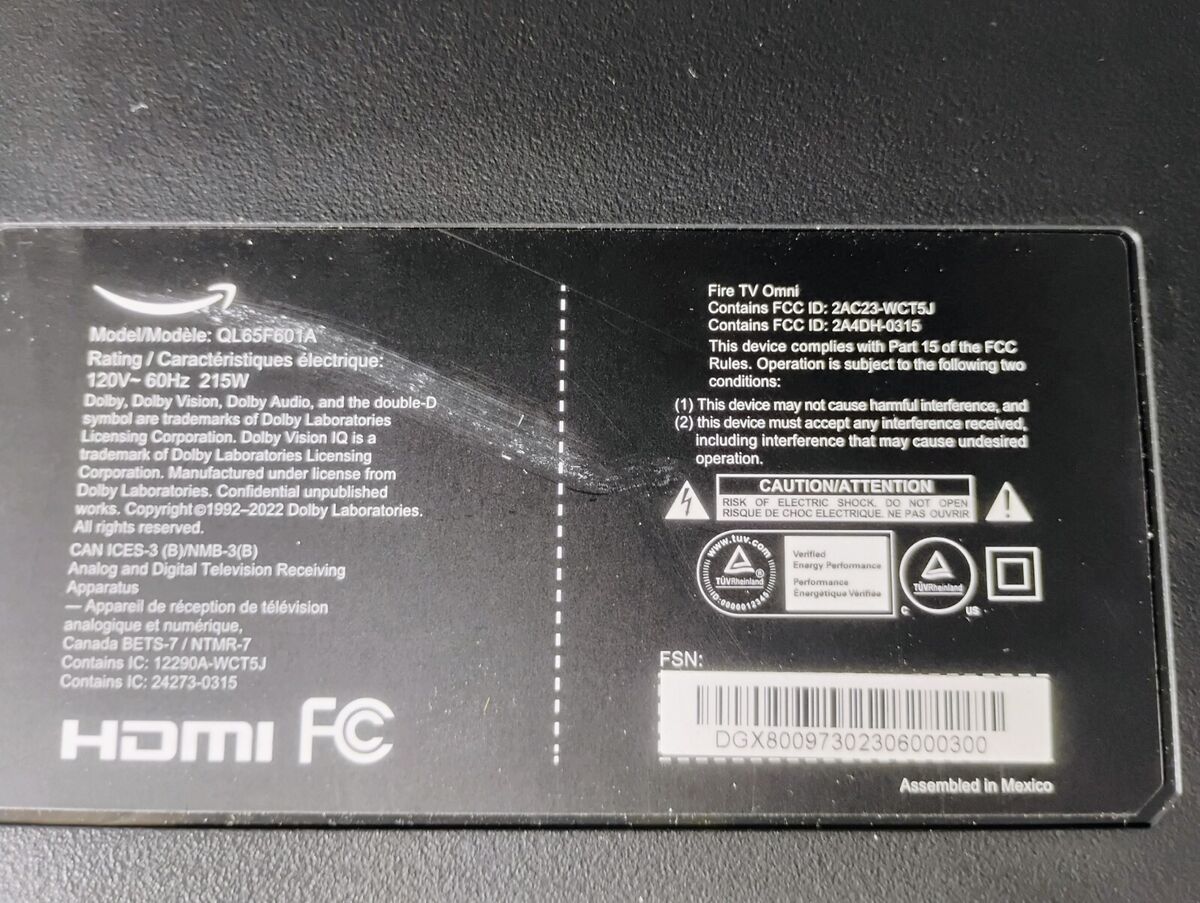 Model/Modèle: QL65F601A
Rating / Caractéristiques électrique:
120V~ 60Hz 215W
Dolby, Dolby Vision, Dolby Audio, and the double-D
symbol are trademarks of Dolby Laboratories
Licensing Corporation. Dolby Vision IQ is a
trademark of Dolby Laboratories Licensing
Corporation. Manufactured under license from
Dolby Laboratories. Confidential unpublished
works. Copyright©1992–2022 Dolby Laboratories.
All rights reserved.
CAN ICES-3 (B)/NMB-3(B)
Analog and Digital Television Receiving
Apparatus
— Appareil de réception de télévision
analogique et numérique,
Canada BETS-7 / NTMR-7
Contains IC: 12290A-WCT5J
Contains IC: 24273-0315
HDMI FC
Fire TV Omni
Contains FCC ID: 2AC23-WCT5J
Contains FCC ID: 2A4DH-0315
This device complies with Part 15 of the FCC
Rules. Operation is subject to the following two
conditions:
(1) This device may not cause harmful interference, and
(2) this device must accept any interference received,
including interference that may cause undesired
operation.
CAUTION/ATTENTION
RISK OF ELECTRIC SHOCK. DO NOT OPEN
RISQUE DE CHOC ELECTRIQUE. NE PAS OUVRIR
www.tuv.com
TÜVRheinland
®
ID:0000012345
Verified
Energy Performance
Performance
Énergétique Vérifiée
TÜVRheinland
C US
FSN:
DGX80097302306000300
Assembled in Mexico